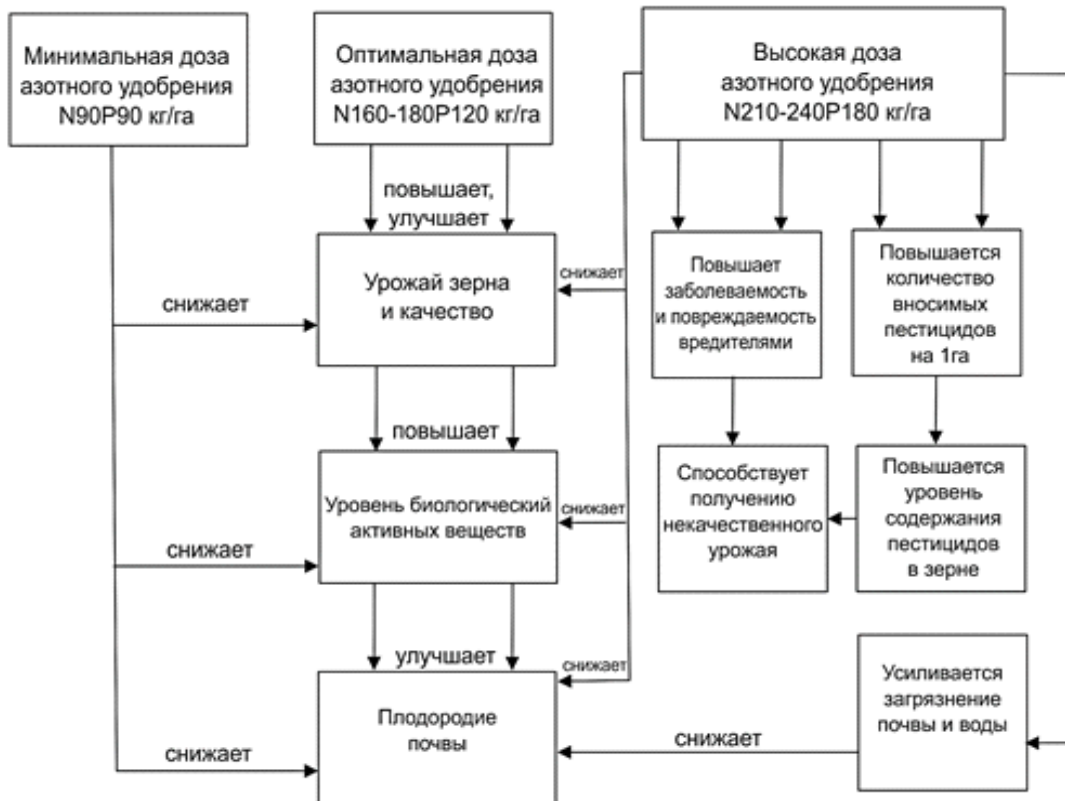 Минимальная доза
азотного удобрения
N90P90 кг/га
Оптимальная доза
азотного удобрения
N160-180P120 кг/га
Высокая доза
азотного удобрения
N210-240P180 кг/га
повышает,
улучшает
Урожай зерна
и качество
снижает
снижает
Повышает
заболеваемость
и повреждаемость
вредителями
Повышается
количество
вносимых
пестицидов
на 1га
повышает
Уровень биологический
активных веществ
снижает
снижает
Способствует
получению
некачественного
урожая
Повышается
уровень
содержания
пестицидов
в зерне
улучшает
Плодородие
почвы
снижает
снижает
снижает
Усиливается
загрязнение
почвы и воды